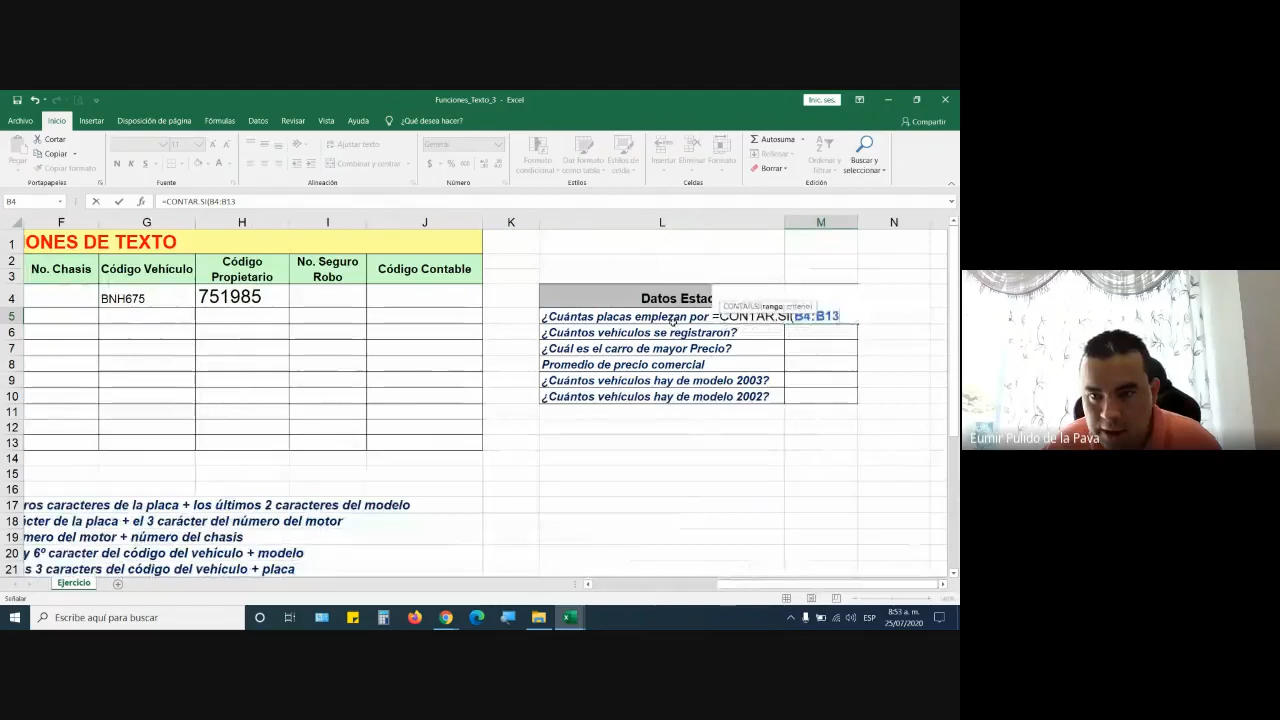 Funciones_Texto_3 - Excel
Inic. ses.
Archivo Inicio Insertar Disposición de página Fórmulas Datos Revisar Vista Ayuda ¿Qué desea hacer? Compartir
Pegar Cortar Copiar Copiar formato
11 Ajustar texto Combinar y centrar General
N K S
Formato condicional Dar formato como tabla Estilos de celda
Insertar Eliminar Formato
Autosuma Rellenar Borrar Ordenar y filtrar Buscar y seleccionar
Portapapeles Fuente Alineación Número Estilos Celdas Edición
B4 =CONTAR.SI(B4:B13
F G H I J K L M N
1 ONES DE TEXTO
2 No. Chasis Código Vehículo Código Propietario No. Seguro Robo Código Contable
3
4 BNH675 751985 Datos Estad
CONTAR.SI(rango; criterio)
5 ¿Cuántas placas empiezan por =CONTAR.SI(B4:B13
6 ¿Cuántos vehículos se registraron?
7 ¿Cuál es el carro de mayor Precio?
8 Promedio de precio comercial
9 ¿Cuántos vehículos hay de modelo 2003?
10 ¿Cuántos vehículos hay de modelo 2002?
11
12
13
14
15
16
17 ros caracteres de la placa + los últimos 2 caracteres del modelo
18 ácter de la placa + el 3 carácter del número del motor
19 mero del motor + número del chasis
20 y 6º caracter del código del vehículo + modelo
21 s 3 caracters del código del vehículo + placa
Ejercicio
Señalar
Escribe aquí para buscar
ESP
8:53 a. m.
25/07/2020
Eumir Pulido de la Pava